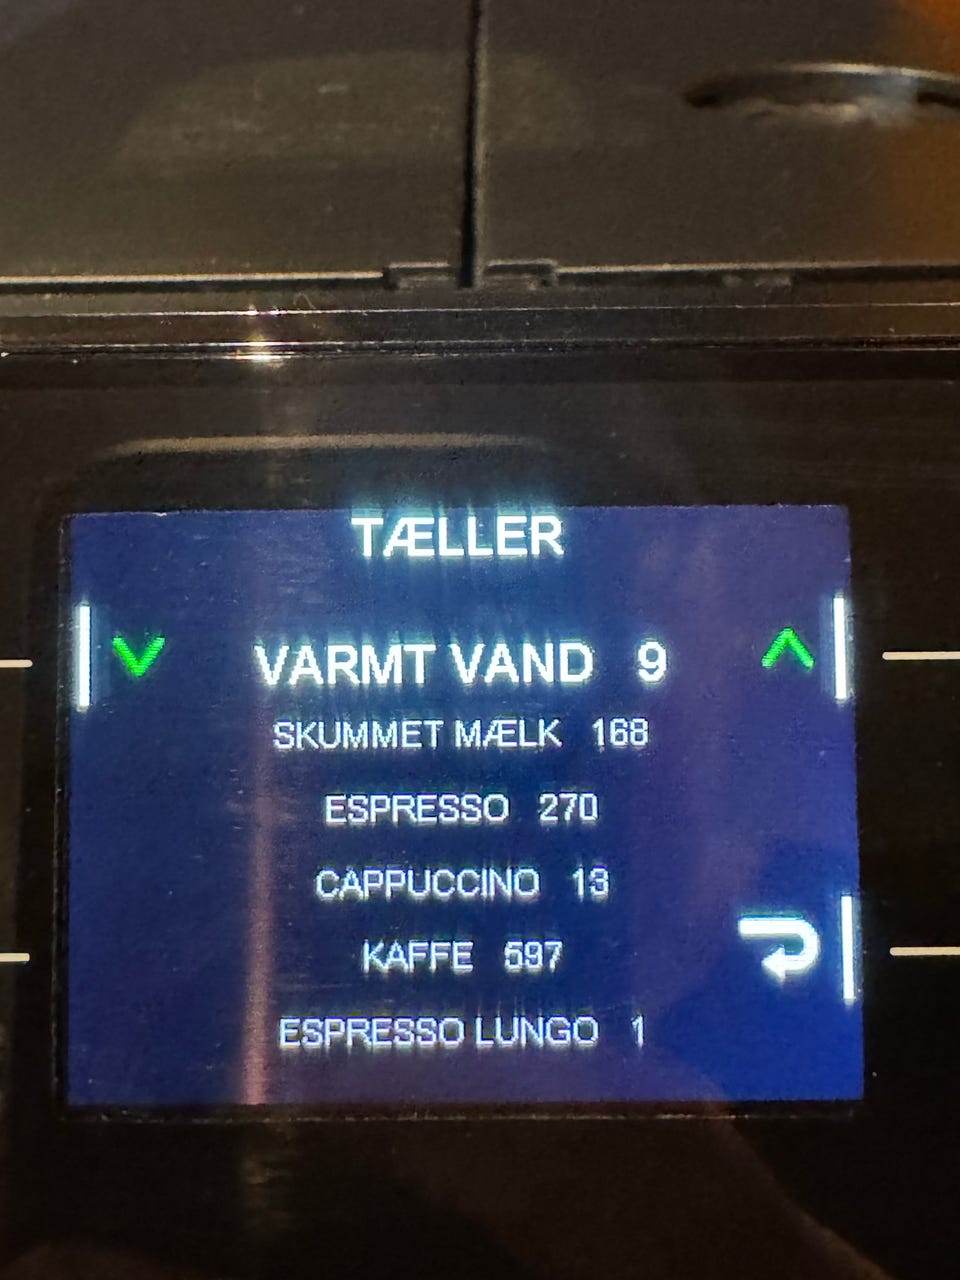 TÆLLER
VARMT VAND 9
SKUMMET MÆLK 168
ESPRESSO 270
CAPPUCCINO 13
KAFFE 597
ESPRESSO LUNGO 1